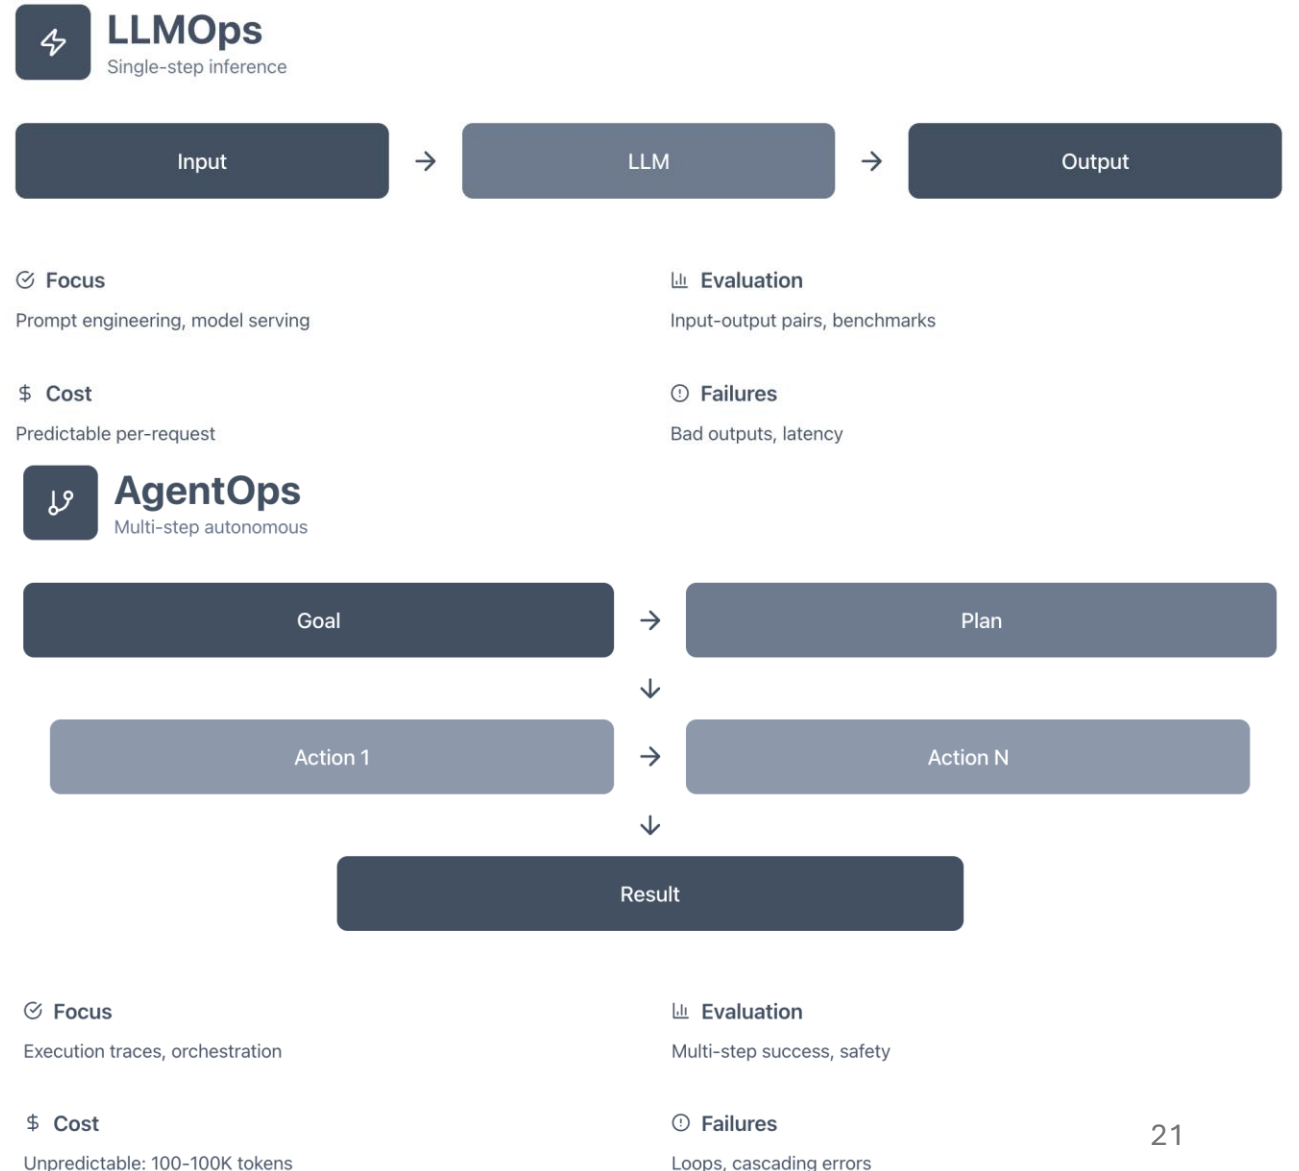 LLMOps
Single-step inference
Input → LLM → Output
Focus
Prompt engineering, model serving
Evaluation
Input-output pairs, benchmarks
Cost
Predictable per-request
Failures
Bad outputs, latency
AgentOps
Multi-step autonomous
Goal → Plan
↓
Action 1 → Action N
↓
Result
Focus
Execution traces, orchestration
Evaluation
Multi-step success, safety
Cost
Unpredictable: 100-100K tokens
Failures
Loops, cascading errors
21